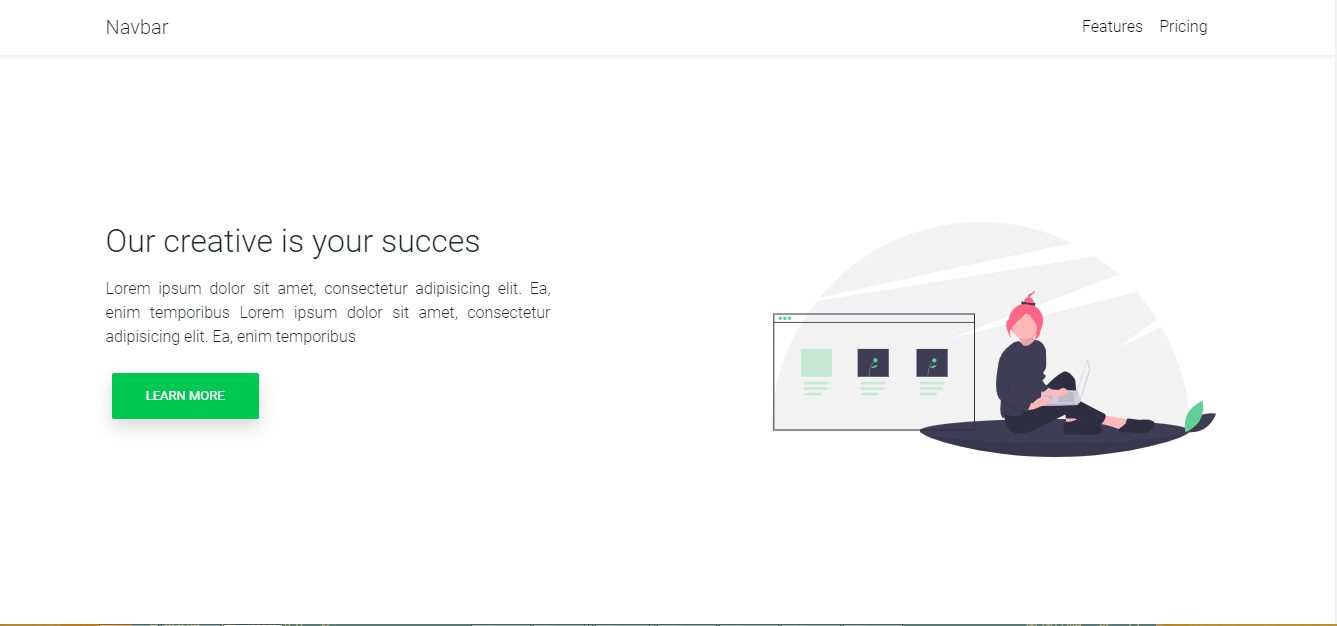 Navbar
Features Pricing
Our creative is your succes
Lorem ipsum dolor sit amet, consectetur adipisicing elit. Ea,
enim temporibus Lorem ipsum dolor sit amet, consectetur
adipisicing elit. Ea, enim temporibus
LEARN MORE